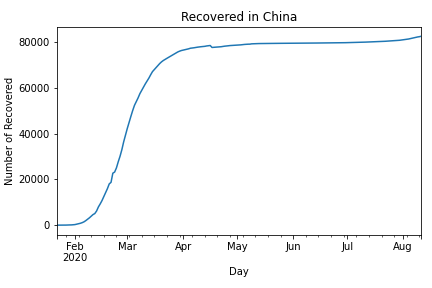 Recovered in China
Number of Recovered
80000
60000
40000
20000
0
Feb Mar Apr May Jun Jul Aug
2020
Day